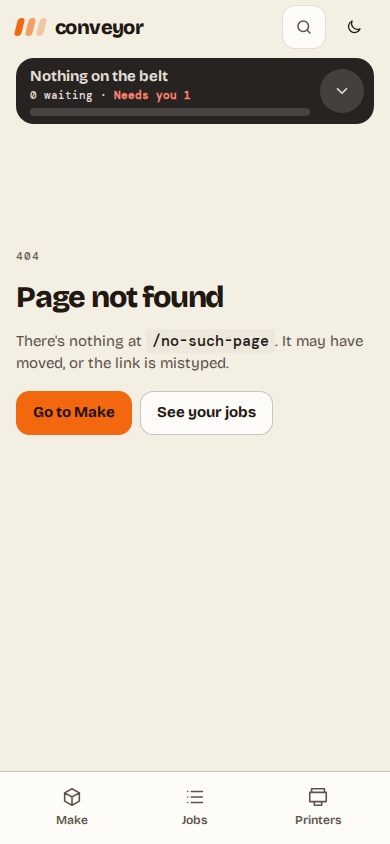 conveyor
Nothing on the belt
0 waiting · Needs you 1
404
Page not found
There's nothing at /no-such-page. It may have
moved, or the link is mistyped.
Go to Make
See your jobs
Make
Jobs
Printers